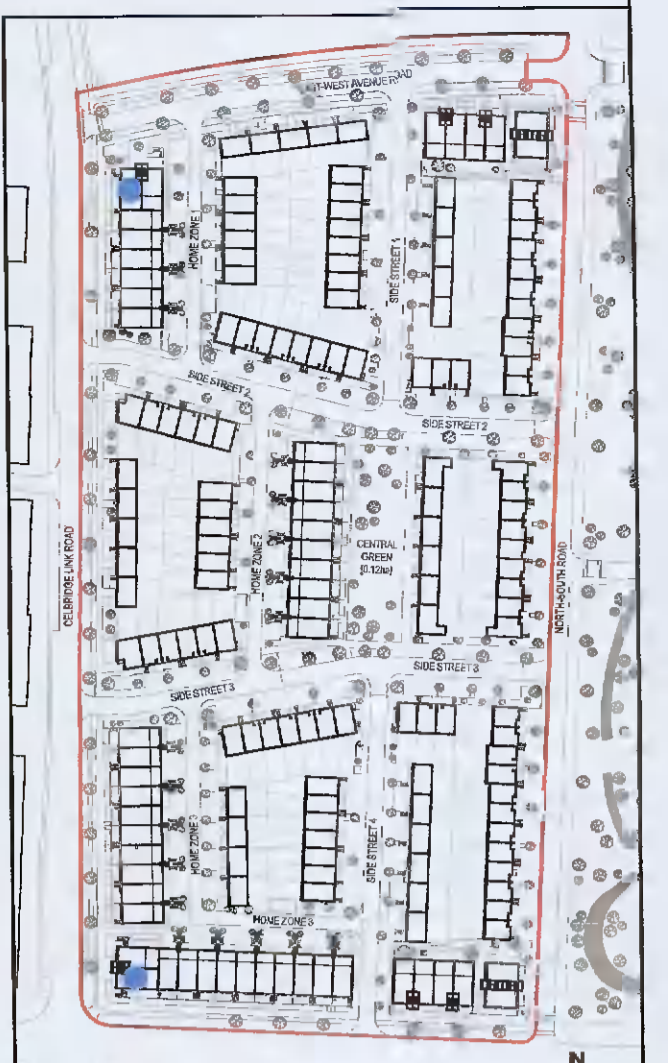 EAST-WEST AVENUE ROAD
HOME ZONE 1
SIDE STREET 1
SIDE STREET 2
SIDE STREET 2
CELBRIDGE LINK ROAD
HOME ZONE 2
CENTRAL
GREEN
(0.12ha)
NORTH-SOUTH ROAD
SIDE STREET 3
SIDE STREET 3
HOME ZONE 3
SIDE STREET 4
HOME ZONE 3
N